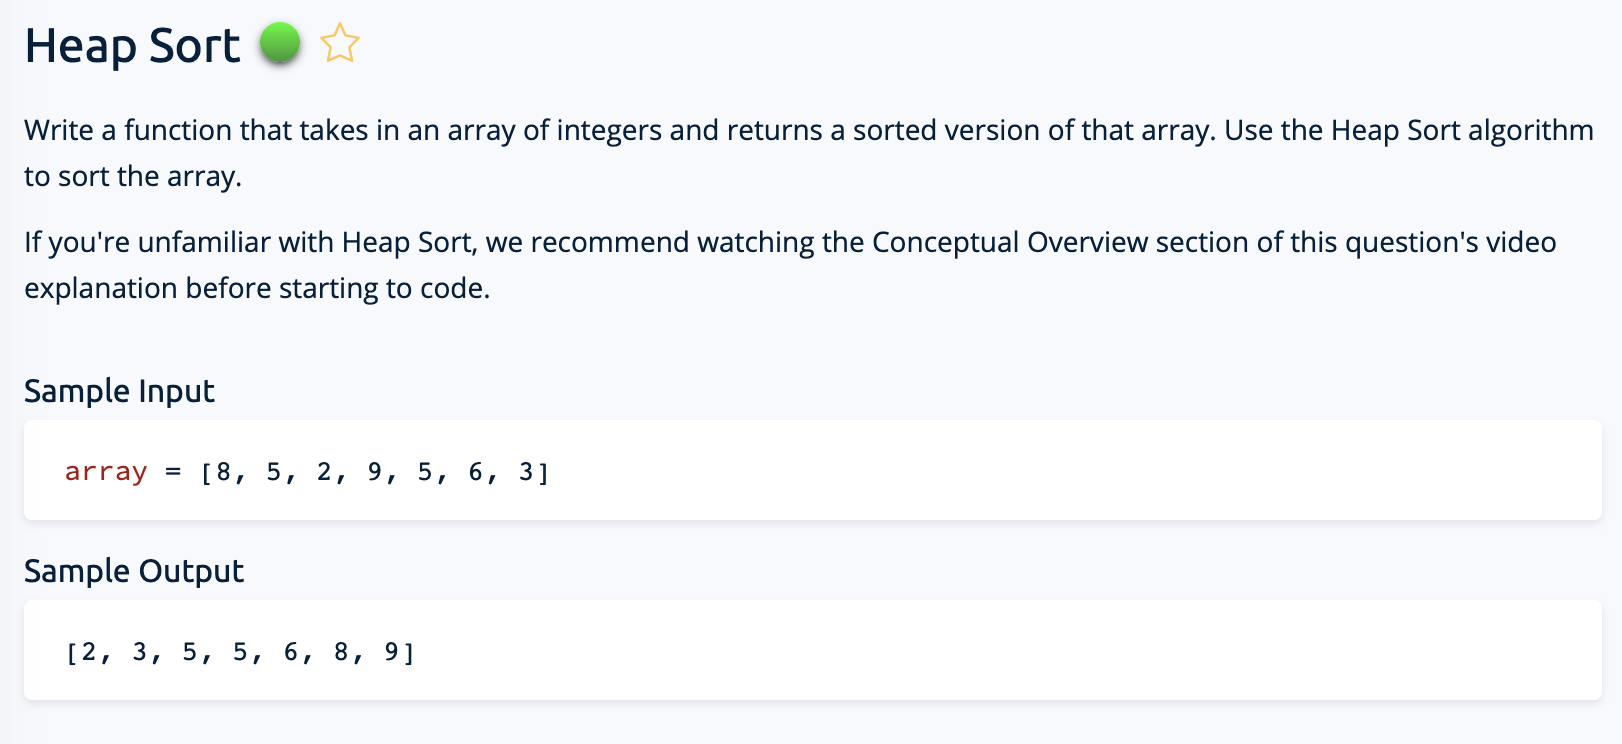 Heap Sort
Write a function that takes in an array of integers and returns a sorted version of that array. Use the Heap Sort algorithm
to sort the array.
If you're unfamiliar with Heap Sort, we recommend watching the Conceptual Overview section of this question's video
explanation before starting to code.
Sample Input
array = [8, 5, 2, 9, 5, 6, 3]
Sample Output
[2, 3, 5, 5, 6, 8, 9]